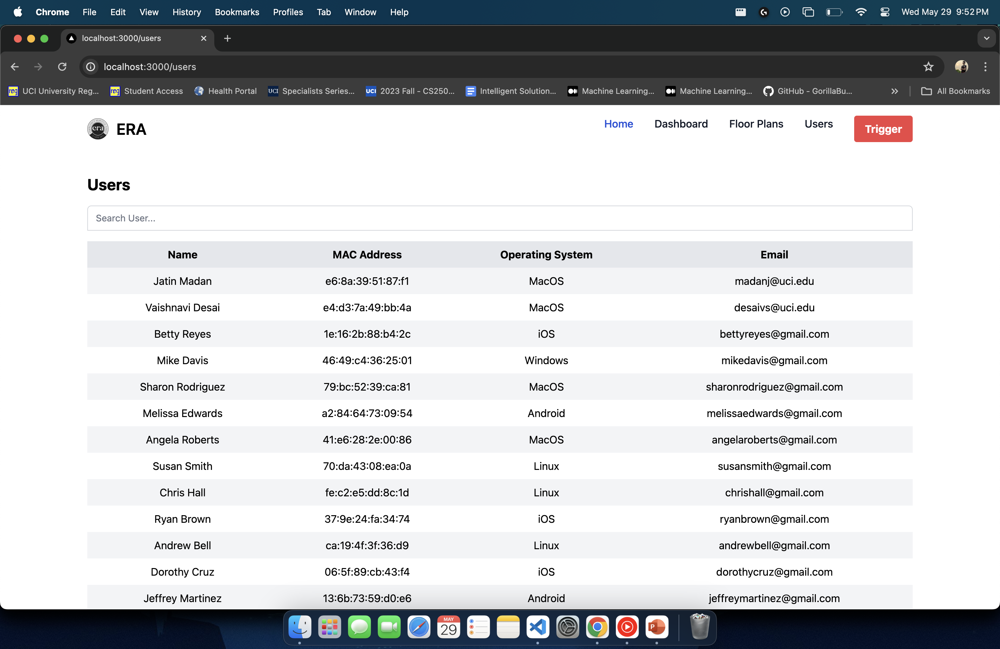 Chrome File Edit View History Bookmarks Profiles Tab Window Help Wed May 29 9:52 PM
localhost:3000/users
localhost:3000/users
reg UCI University Reg... reg Student Access Health Portal UCI Specialists Series... UCI 2023 Fall - CS250... Intelligent Solution... Machine Learning... Machine Learning... GitHub - GorillaBu... All Bookmarks
era ERA Home Dashboard Floor Plans Users Trigger
Users
Search User...
Name MAC Address Operating System Email
Jatin Madan e6:8a:39:51:87:f1 MacOS madanj@uci.edu
Vaishnavi Desai e4:d3:7a:49:bb:4a MacOS desaivs@uci.edu
Betty Reyes 1e:16:2b:88:b4:2c iOS bettyreyes@gmail.com
Mike Davis 46:49:c4:36:25:01 Windows mikedavis@gmail.com
Sharon Rodriguez 79:bc:52:39:ca:81 MacOS sharonrodriguez@gmail.com
Melissa Edwards a2:84:64:73:09:54 Android melissaedwards@gmail.com
Angela Roberts 41:e6:28:2e:00:86 MacOS angelaroberts@gmail.com
Susan Smith 70:da:43:08:ea:0a Linux susansmith@gmail.com
Chris Hall fe:c2:e5:dd:8c:1d Linux chrishall@gmail.com
Ryan Brown 37:9e:24:fa:34:74 iOS ryanbrown@gmail.com
Andrew Bell ca:19:4f:3f:36:d9 Linux andrewbell@gmail.com
Dorothy Cruz 06:5f:89:cb:43:f4 iOS dorothycruz@gmail.com
Jeffrey Martinez 13:6b:73:59:d0:e6 Android jeffreymartinez@gmail.com
MAY
29
P